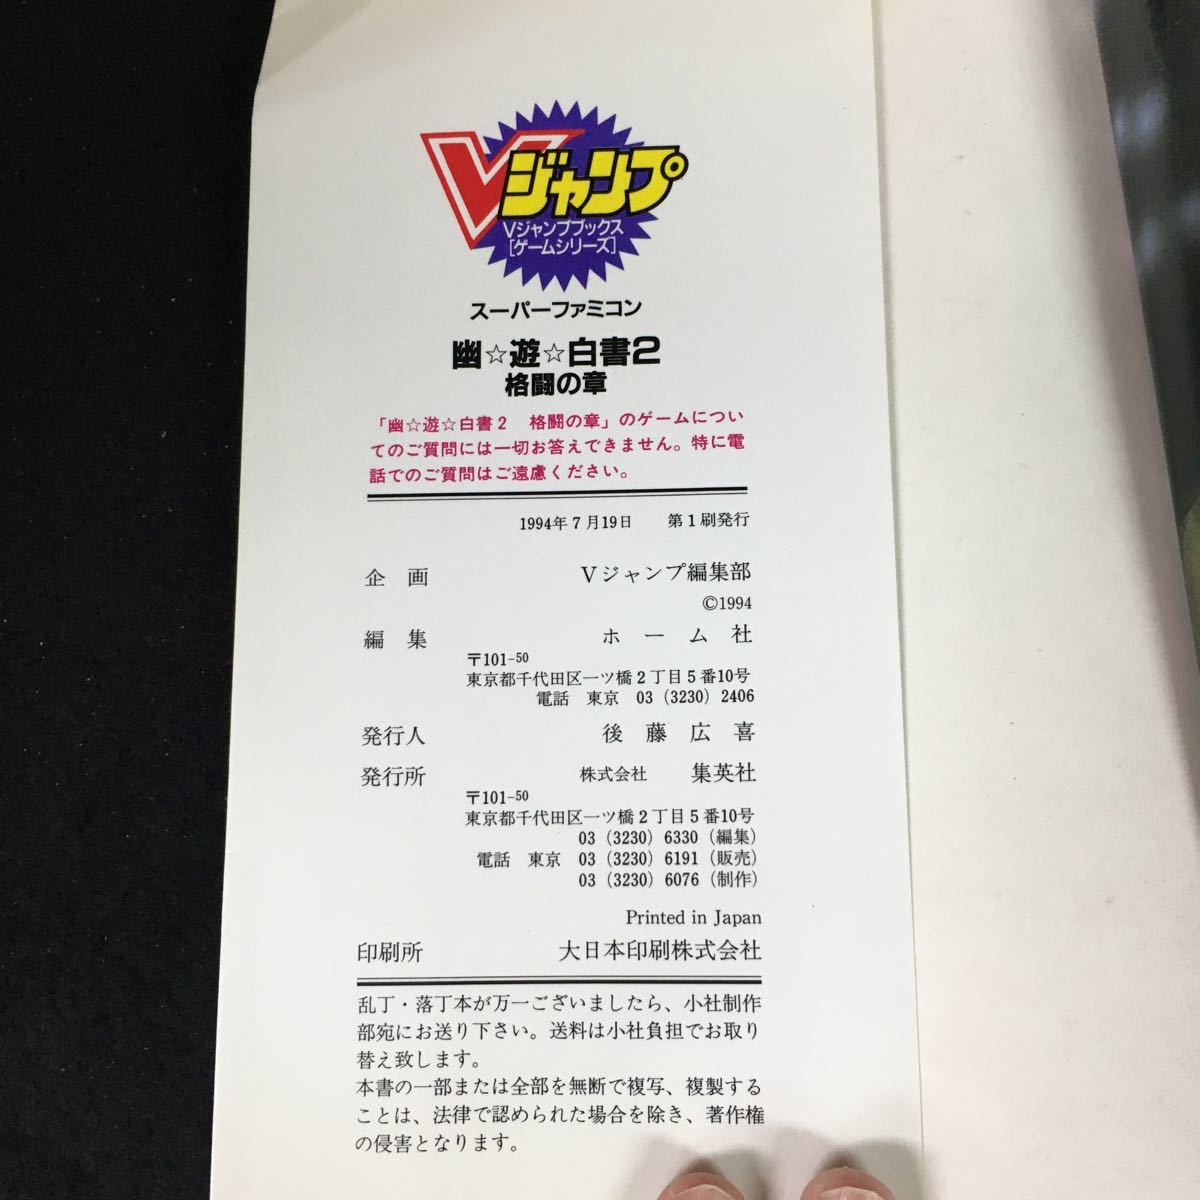 Vジャンプ
Vジャンプブックス
[ゲームシリーズ]
スーパーファミコン
幽☆遊☆白書2
格闘の章
「幽☆遊☆白書2　格闘の章」のゲームについ
てのご質問には一切お答えできません。特に電
話でのご質問はご遠慮ください。
1994年7月19日　第1刷発行
企　画　Vジャンプ編集部
©1994
編　集　ホーム社
〒101-50
東京都千代田区一ツ橋2丁目5番10号
電話　東京　03(3230)2406
発行人　後藤広喜
発行所　株式会社　集英社
〒101-50
東京都千代田区一ツ橋2丁目5番10号
03(3230)6330(編集)
電話　東京　03(3230)6191(販売)
03(3230)6076(制作)
Printed in Japan
印刷所　大日本印刷株式会社
乱丁・落丁本が万一ございましたら、小社制作
部宛にお送り下さい。送料は小社負担でお取り
替え致します。
本書の一部または全部を無断で複写、複製する
ことは、法律で認められた場合を除き、著作権
の侵害となります。